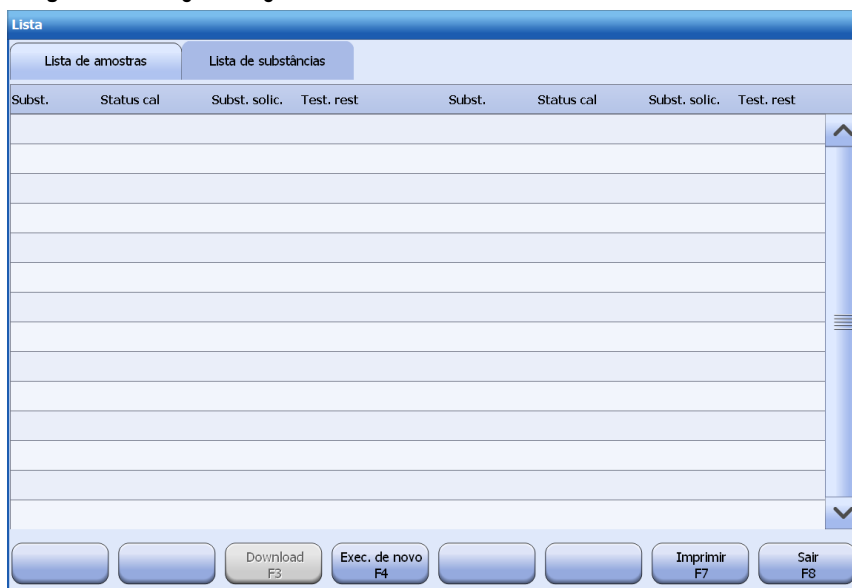 Lista
Lista de amostras Lista de substâncias
Subst. Status cal Subst. solic. Test. rest Subst. Status cal Subst. solic. Test. rest
Download Exec. de novo Imprimir Sair
F3 F4 F7 F8